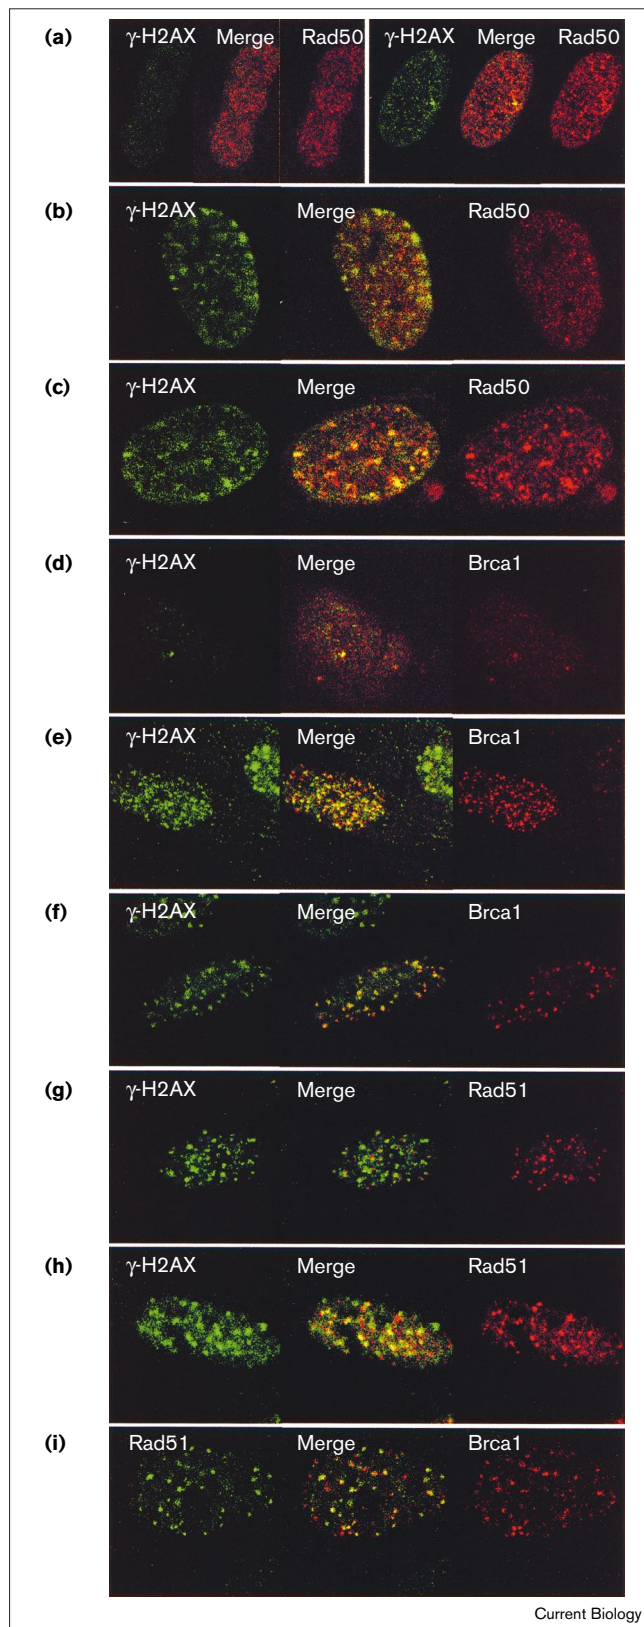 (a) γ-H2AX Merge Rad50 γ-H2AX Merge Rad50
(b) γ-H2AX Merge Rad50
(c) γ-H2AX Merge Rad50
(d) γ-H2AX Merge Brca1
(e) γ-H2AX Merge Brca1
(f) γ-H2AX Merge Brca1
(g) γ-H2AX Merge Rad51
(h) γ-H2AX Merge Rad51
(i) Rad51 Merge Brca1
Current Biology